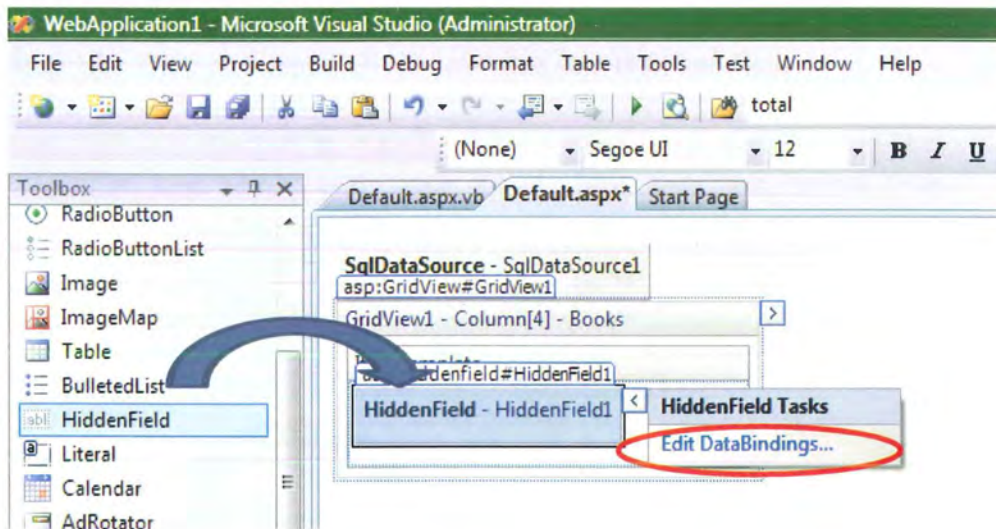 WebApplication1 - Microsoft Visual Studio (Administrator)
File Edit View Project Build Debug Format Table Tools Test Window Help
total
(None) Segoe UI 12 B I U
Toolbox
Default.aspx.vb Default.aspx* Start Page
RadioButton
RadioButtonList
Image
ImageMap
Table
BulletedList
HiddenField
Literal
Calendar
AdRotator
SqlDataSource - SqlDataSource1
asp:GridView#GridView1
GridView1 - Column[4] - Books
HiddenField - HiddenField1
HiddenField Tasks
Edit DataBindings...